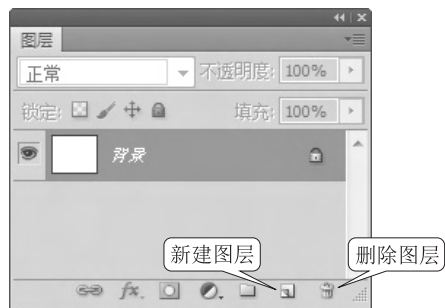 图层
正常
不透明度: 100%
锁定:
填充: 100%
背景
新建图层
删除图层
fx.